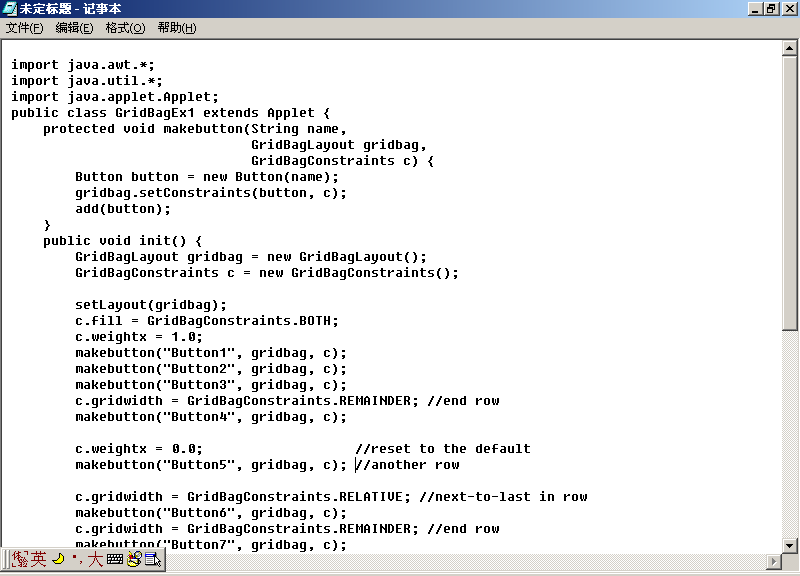 未定标题 - 记事本
文件(F) 编辑(E) 格式(O) 帮助(H)
import java.awt.*;
import java.util.*;
import java.applet.Applet;
public class GridBagEx1 extends Applet {
    protected void makebutton(String name,
                              GridBagLayout gridbag,
                              GridBagConstraints c) {
        Button button = new Button(name);
        gridbag.setConstraints(button, c);
        add(button);
    }
    public void init() {
        GridBagLayout gridbag = new GridBagLayout();
        GridBagConstraints c = new GridBagConstraints();
        setLayout(gridbag);
        c.fill = GridBagConstraints.BOTH;
        c.weightx = 1.0;
        makebutton("Button1", gridbag, c);
        makebutton("Button2", gridbag, c);
        makebutton("Button3", gridbag, c);
        c.gridwidth = GridBagConstraints.REMAINDER; //end row
        makebutton("Button4", gridbag, c);
        c.weightx = 0.0;                   //reset to the default
        makebutton("Button5", gridbag, c); //another row
        c.gridwidth = GridBagConstraints.RELATIVE; //next-to-last in row
        makebutton("Button6", gridbag, c);
        c.gridwidth = GridBagConstraints.REMAINDER; //end row
        makebutton("Button7", gridbag, c);
英 大